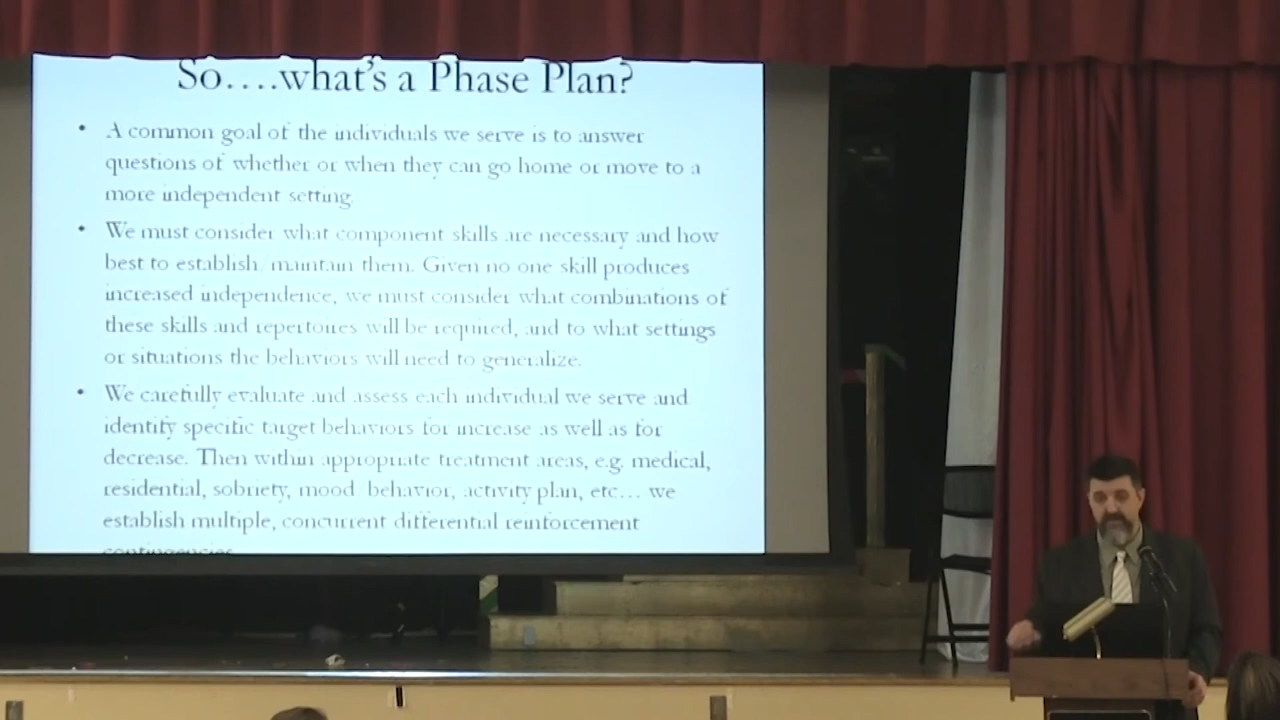 So....what's a Phase Plan?
• A common goal of the individuals we serve is to answer
questions of whether or when they can go home or move to a
more independent setting.
• We must consider what component skills are necessary and how
best to establish/maintain them. Given no one skill produces
increased independence, we must consider what combinations of
these skills and repertoires will be required, and to what settings
or situations the behaviors will need to generalize.
• We carefully evaluate and assess each individual we serve and
identify specific target behaviors for increase as well as for
decrease. Then within appropriate treatment areas, e.g. medical,
residential, sobriety, mood/behavior, activity plan, etc… we
establish multiple, concurrent differential reinforcement
contingencies